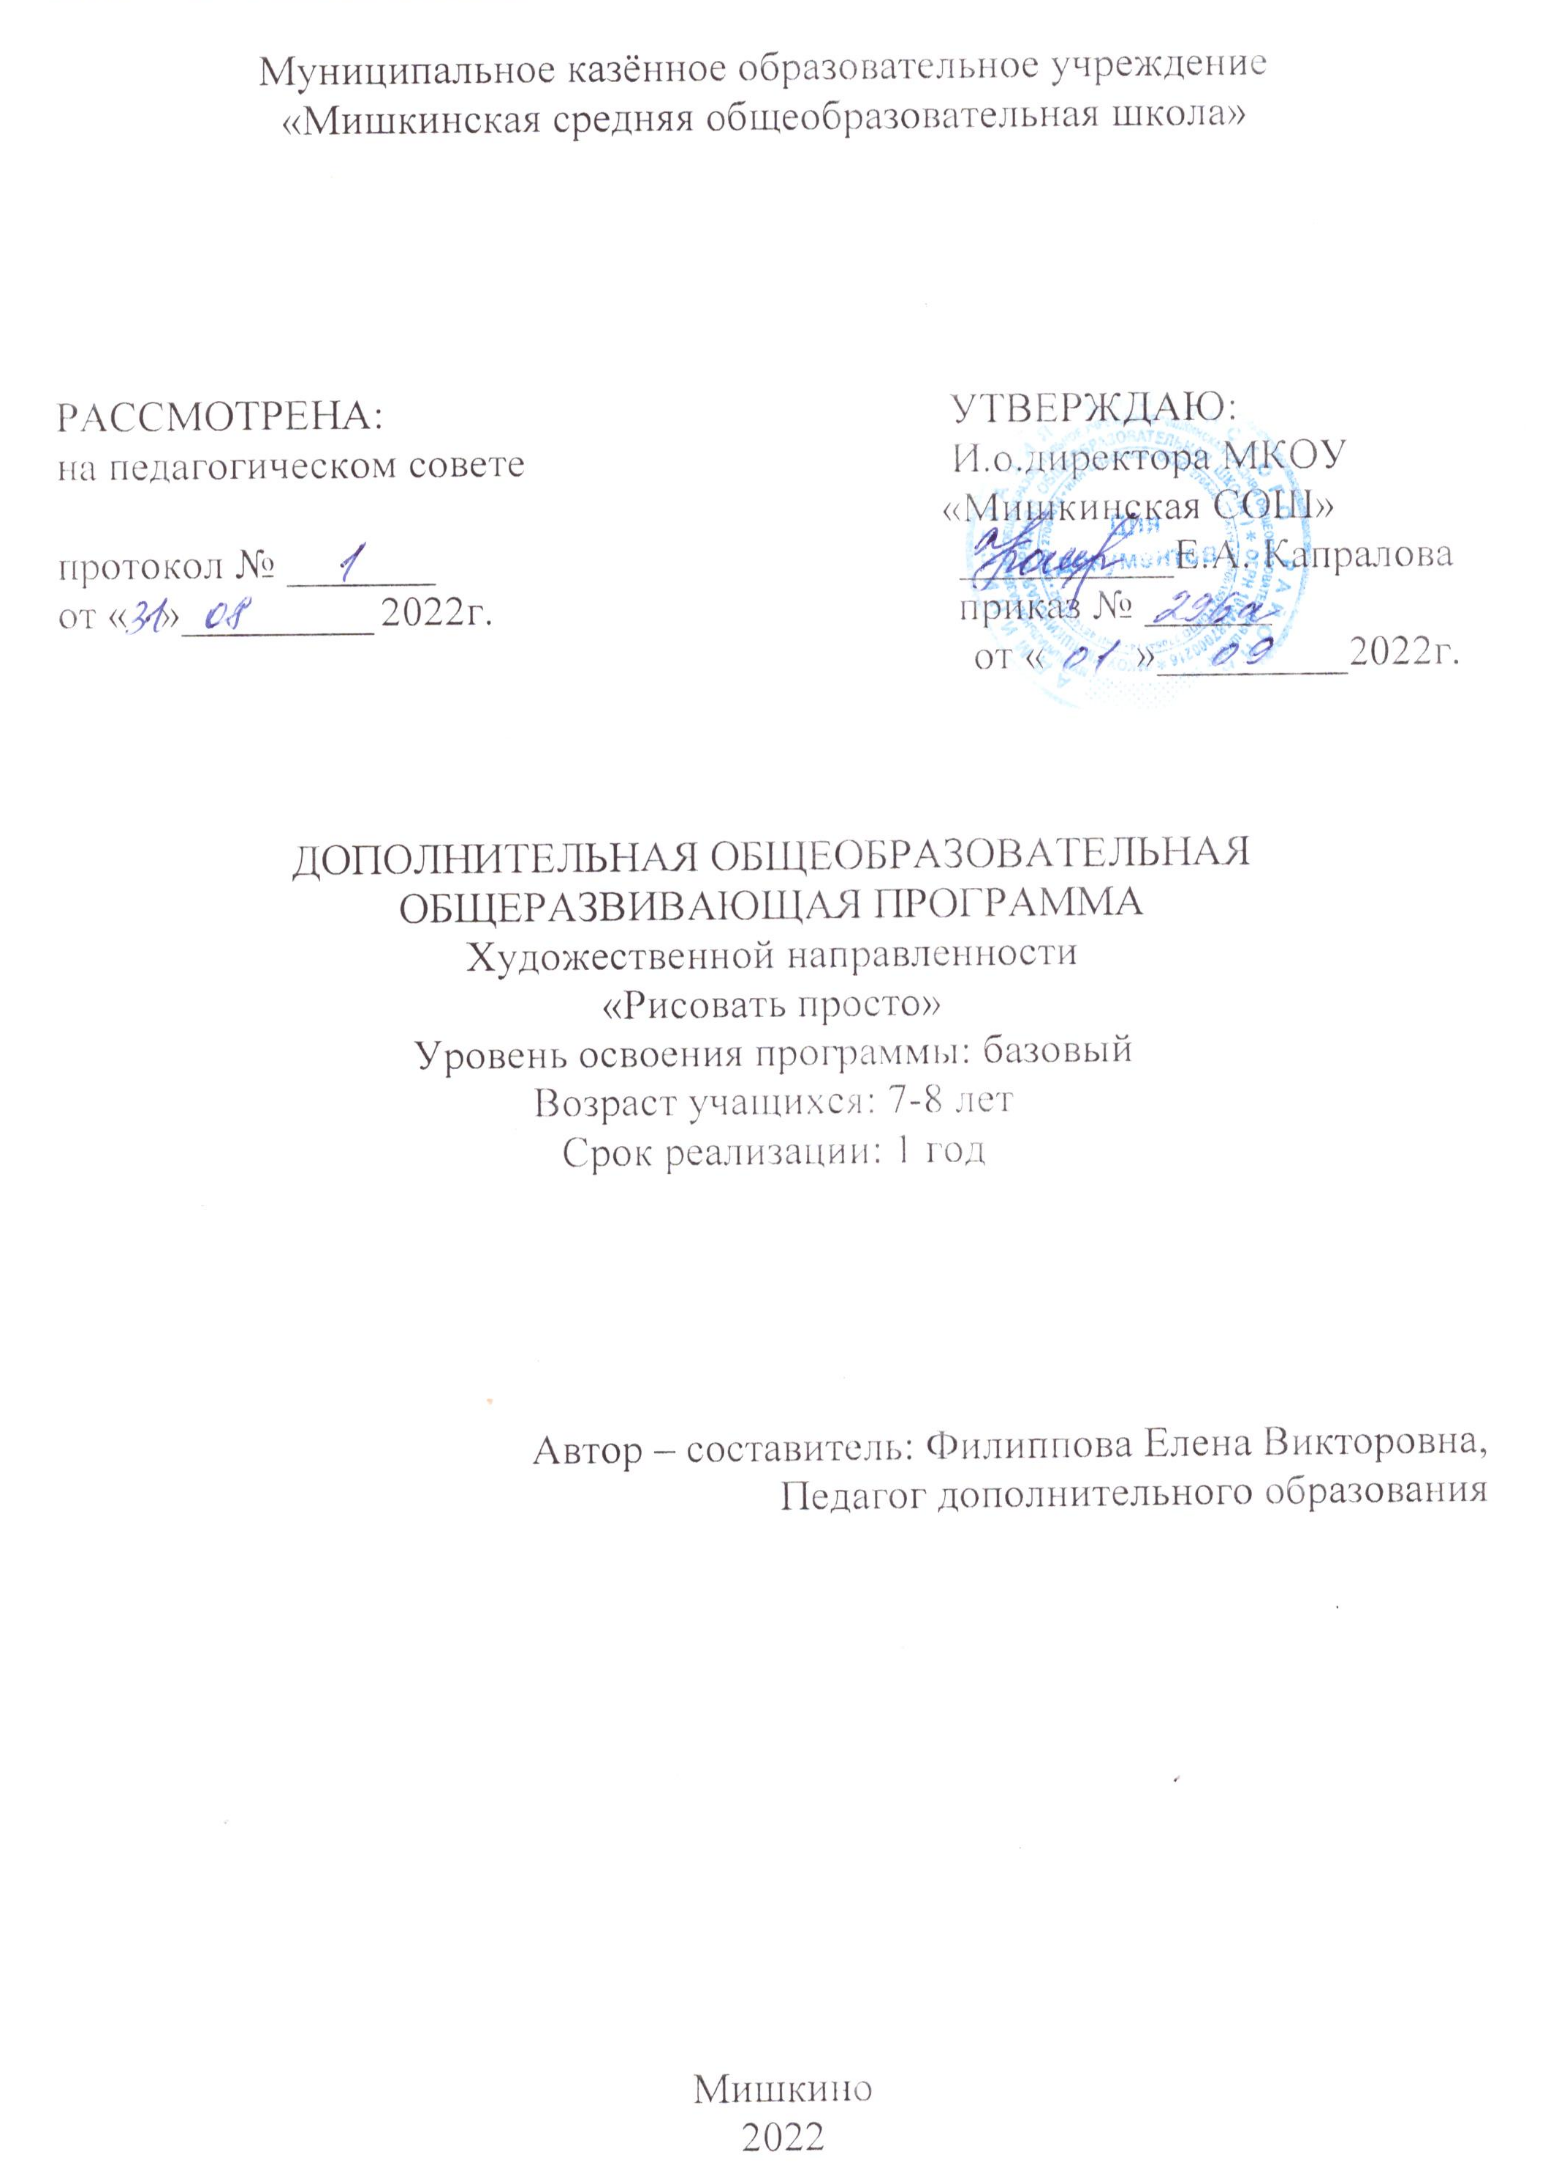 Муниципальное казённое образовательное учреждение
«Мишкинская средняя общеобразовательная школа»
РАССМОТРЕНА:
на педагогическом совете
протокол № 1
от «31» 08 2022г.
УТВЕРЖДАЮ:
И.о.директора МКОУ
«Мишкинская СОШ»
Е.А. Капралова
приказ № 296а
от « 01 » 09 2022г.
для
документов
ДОПОЛНИТЕЛЬНАЯ ОБЩЕОБРАЗОВАТЕЛЬНАЯ
ОБЩЕРАЗВИВАЮЩАЯ ПРОГРАММА
Художественной направленности
«Рисовать просто»
Уровень освоения программы: базовый
Возраст учащихся: 7-8 лет
Срок реализации: 1 год
Автор – составитель: Филиппова Елена Викторовна,
Педагог дополнительного образования
Мишкино
2022